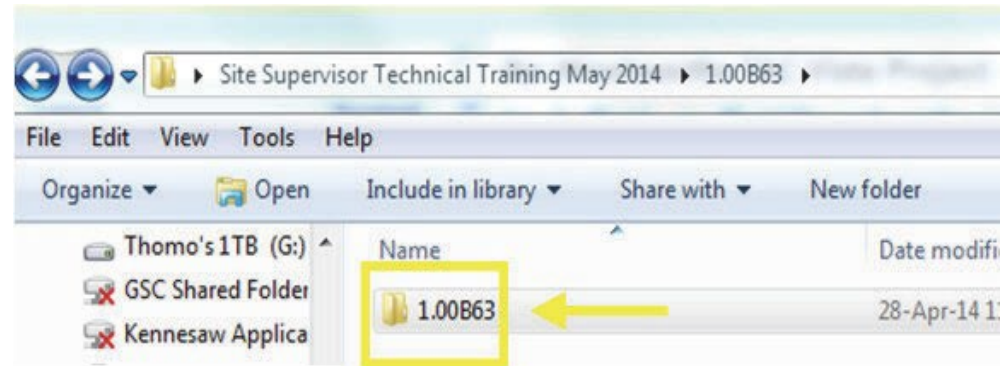 Site Supervisor Technical Training May 2014 1.00B63
File Edit View Tools Help
Organize Open Include in library Share with New folder
Thomo's 1TB (G:) Name Date modifi
GSC Shared Folder 1.00B63 28-Apr-14 11
Kennesaw Applica